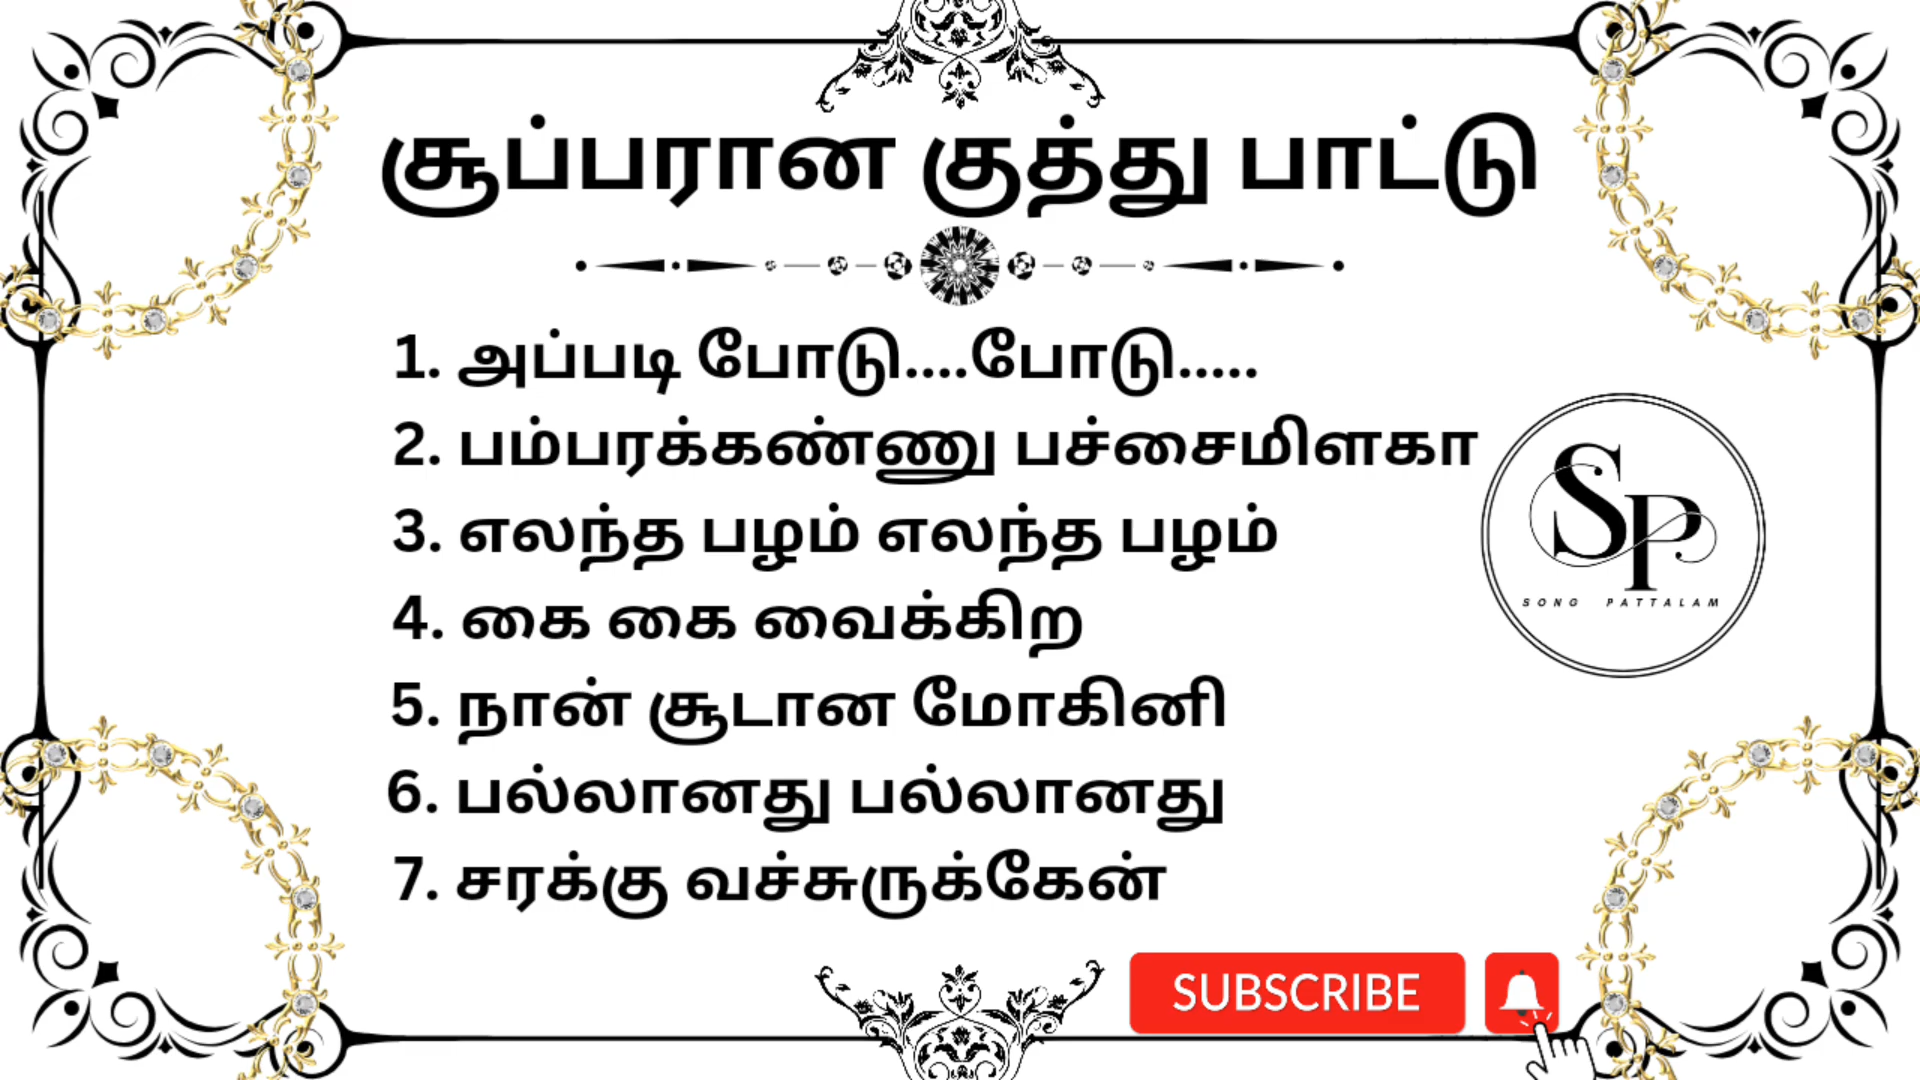 சூப்பரான குத்து பாட்டு
1. அப்படி போடு....போடு.....
2. பம்பரக்கண்ணு பச்சைமிளகா
3. எலந்த பழம் எலந்த பழம்
4. கை கை வைக்கிற
5. நான் சூடான மோகினி
6. பல்லானது பல்லானது
7. சரக்கு வச்சுருக்கேன்
SP
SONG PATTALAM
SUBSCRIBE